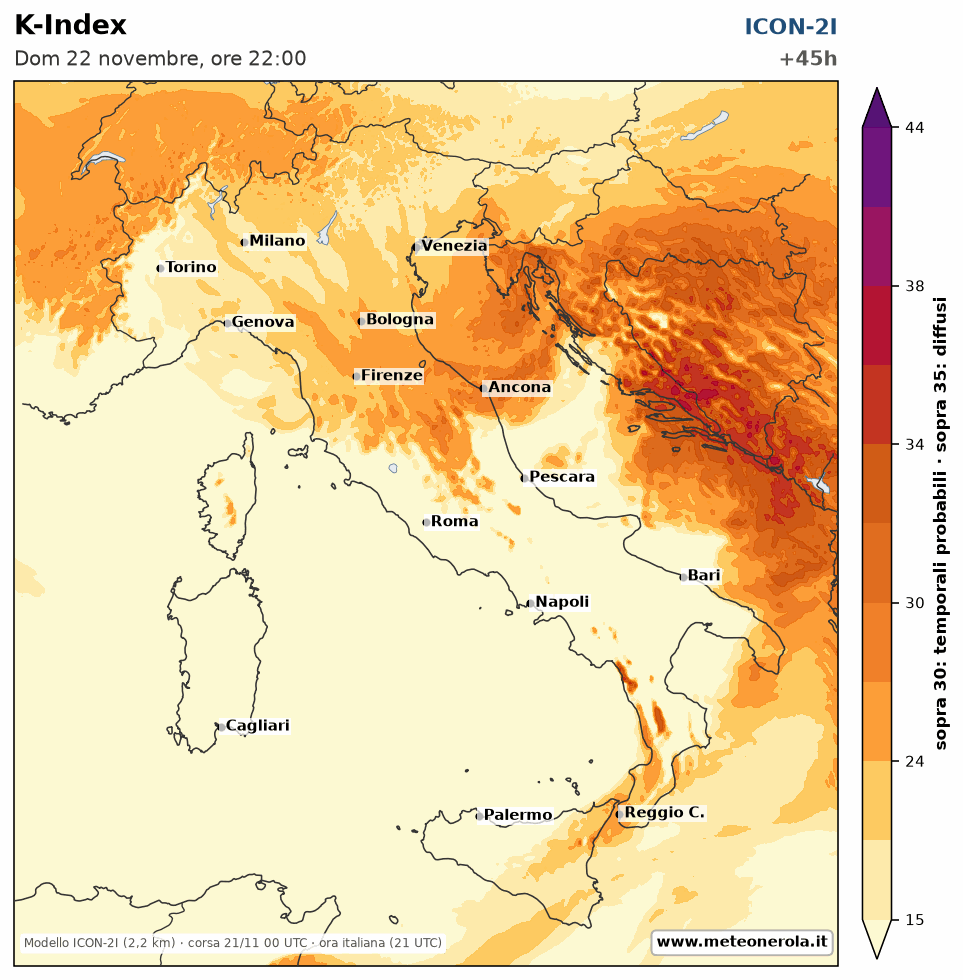 K-Index
ICON-2I
Dom 22 novembre, ore 22:00
+45h
Milano
Venezia
Torino
Genova
Bologna
Firenze
Ancona
Pescara
Roma
Bari
Napoli
Cagliari
Palermo
Reggio C.
Modello ICON-2I (2,2 km) · corsa 21/11 00 UTC · ora italiana (21 UTC)
www.meteonerola.it
44
38
34
30
24
15
sopra 30: temporali probabili · sopra 35: diffusi